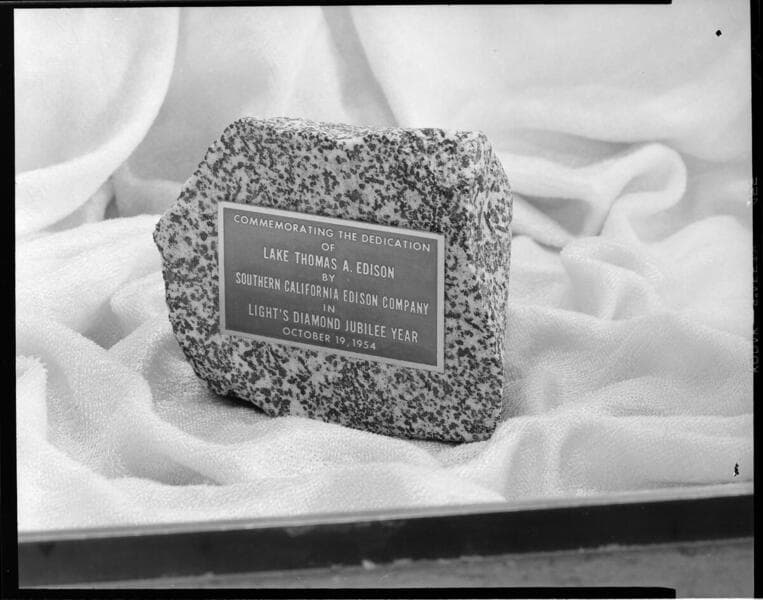 COMMEMORATING THE DEDICATION
OF
LAKE THOMAS A. EDISON
BY
SOUTHERN CALIFORNIA EDISON COMPANY
IN
LIGHT'S DIAMOND JUBILEE YEAR
OCTOBER 19, 1954